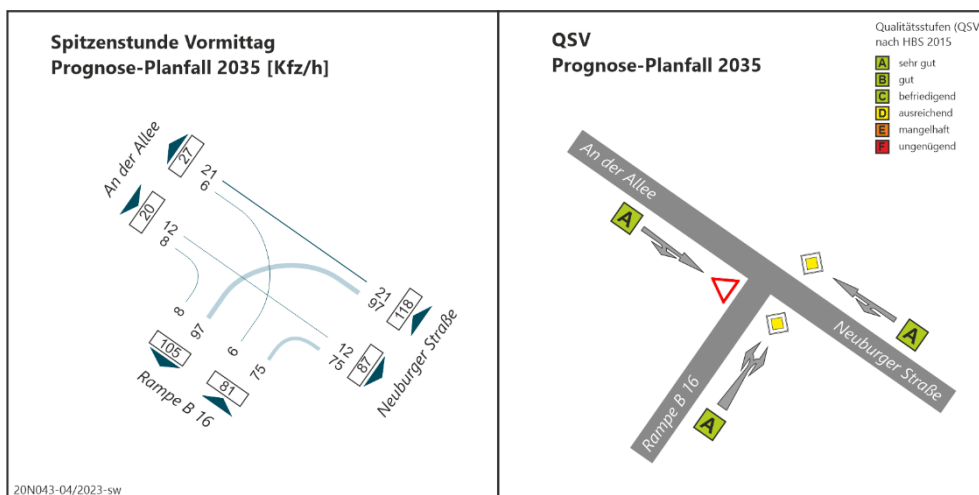 Spitzenstunde Vormittag
Prognose-Planfall 2035 [Kfz/h]
An der Allee
27
21
6
20
12
8
8
97
6
75
105
81
Rampe B 16
21
97
118
12
75
87
Neuburger Straße
20N043-04/2023-sw
QSV
Prognose-Planfall 2035
Qualitätsstufen (QSV
nach HBS 2015
A sehr gut
B gut
C befriedigend
D ausreichend
E mangelhaft
F ungenügend
An der Allee
A
A
Neuburger Straße
Rampe B 16
A